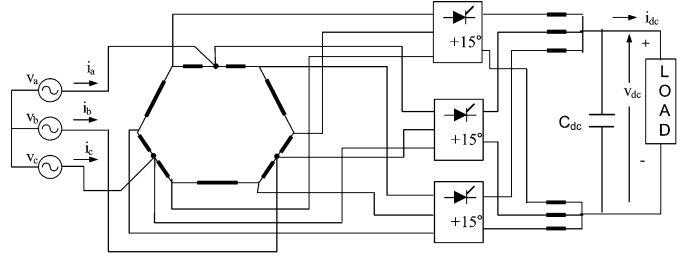 i_dc
+15°
+
i_a
v_a
v_dc
L
O
A
D
i_b
v_b
C_dc
+15°
i_c
v_c
-
+15°